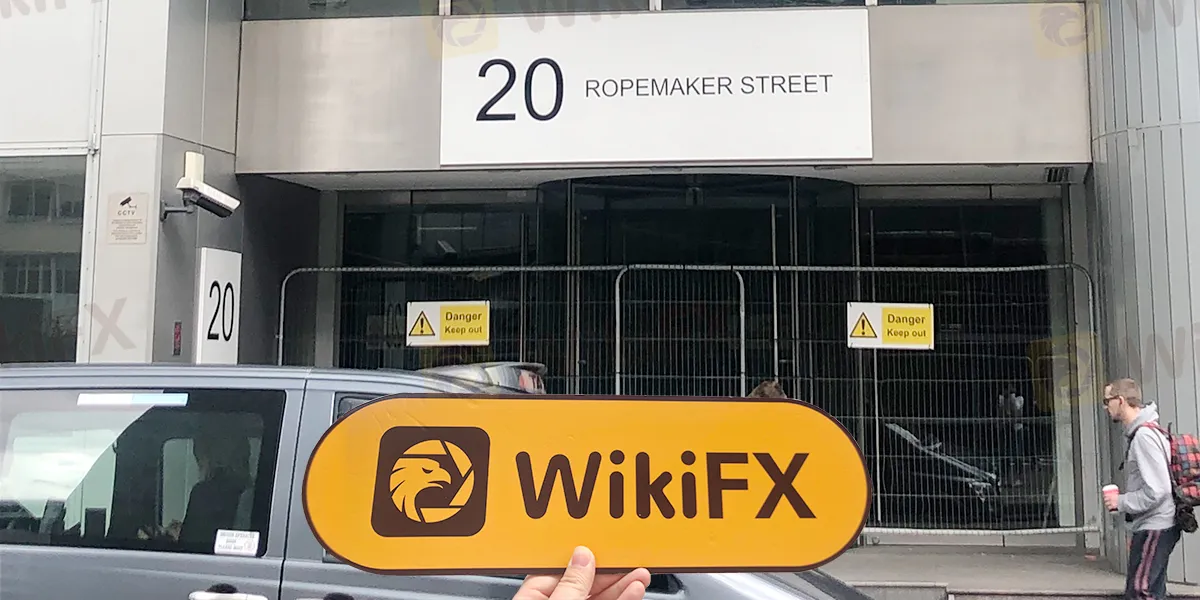 20 ROPEMAKER STREET
CCTV
20
Danger
Keep out
Danger
Keep out
WikiFX